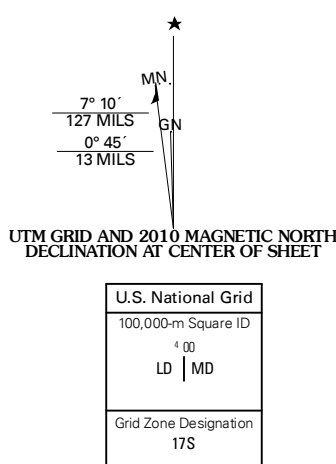 MN.
7° 10´
127 MILS
GN
0° 45´
13 MILS
UTM GRID AND 2010 MAGNETIC NORTH
DECLINATION AT CENTER OF SHEET
U.S. National Grid
100,000-m Square ID
4 00
LD MD
Grid Zone Designation
17S